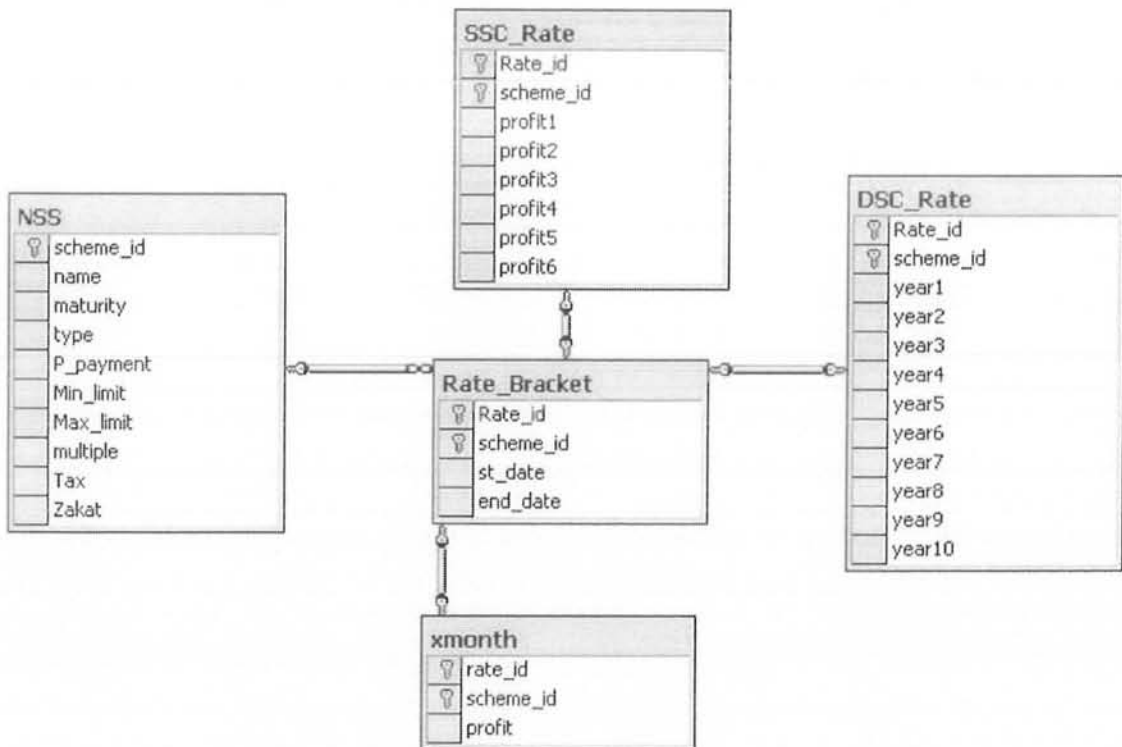 SSC_Rate
Rate_id
scheme_id
profit1
profit2
profit3
profit4
profit5
profit6
NSS
scheme_id
name
maturity
type
P_payment
Min_limit
Max_limit
multiple
Tax
Zakat
DSC_Rate
Rate_id
scheme_id
year1
year2
year3
year4
year5
year6
year7
year8
year9
year10
Rate_Bracket
Rate_id
scheme_id
st_date
end_date
xmonth
rate_id
scheme_id
profit